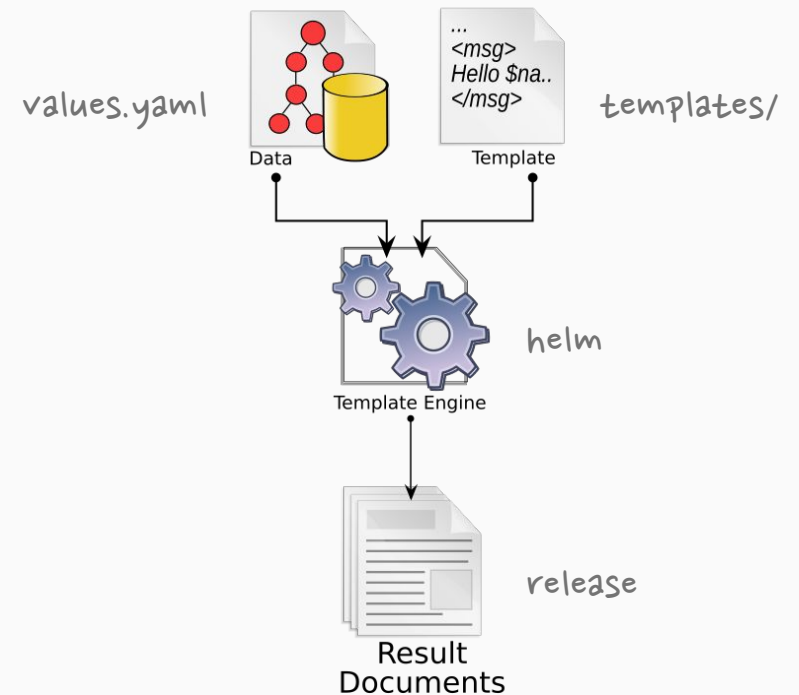 values.yaml
...
<msg>
Hello $na..
</msg>
templates/
Data
Template
helm
Template Engine
release
Result
Documents